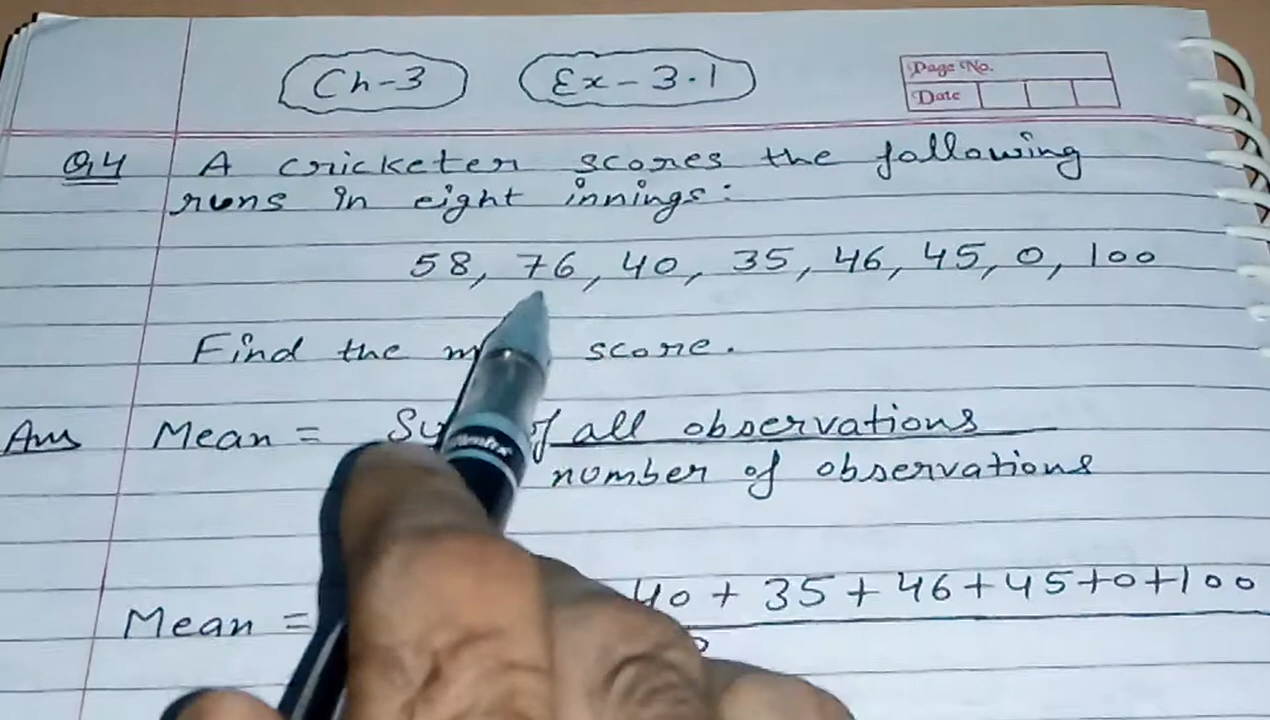 Ch-3 Ex-3.1
Page No.
Date
Q4 A cricketer scores the following
runs in eight innings:
58, 76, 40, 35, 46, 45, 0, 100
Find the score.
Ans Mean = of all observations
number of observations
Mean = 40 + 35 + 46 + 45 + 0 + 100